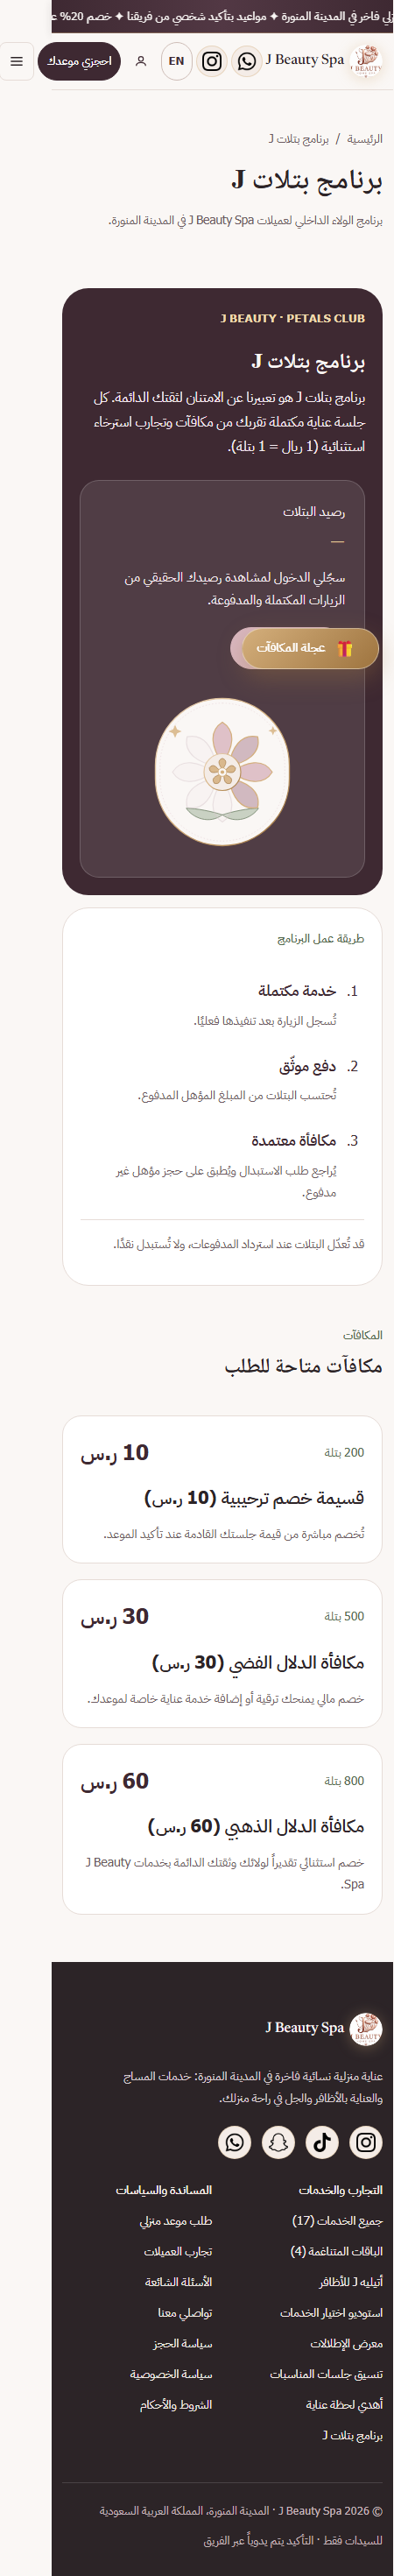 زلي فاخر في المدينة المنورة ✦ مواعيد بتأكيد شخصي من فريقنا ✦ خصم 20%
J Beauty Spa
EN
احجزي موعدك
الرئيسية / برنامج بتلات J
برنامج بتلات J
برنامج الولاء الداخلي لعميلات J Beauty Spa في المدينة المنورة.
J BEAUTY · PETALS CLUB
برنامج بتلات J
برنامج بتلات J هو تعبيرنا عن الامتنان لثقتك الدائمة. كل
جلسة عناية مكتملة تقربك من مكافآت وتجارب استرخاء
استثنائية (1 ريال = 1 بتلة).
رصيد البتلات
—
سجّلي الدخول لمشاهدة رصيدك الحقيقي من
الزيارات المكتملة والمدفوعة.
عجلة المكافآت
طريقة عمل البرنامج
1. خدمة مكتملة
تُسجل الزيارة بعد تنفيذها فعليًا.
2. دفع موثّق
تُحتسب البتلات من المبلغ المؤهل المدفوع.
3. مكافأة معتمدة
يُراجع طلب الاستبدال ويُطبق على حجز مؤهل غير
مدفوع.
قد تُعدّل البتلات عند استرداد المدفوعات، ولا تُستبدل نقدًا.
المكافآت
مكافآت متاحة للطلب
200 بتلة
10 ر.س
قسيمة خصم ترحيبية (10 ر.س)
تُخصم مباشرة من قيمة جلستك القادمة عند تأكيد الموعد.
500 بتلة
30 ر.س
مكافأة الدلال الفضي (30 ر.س)
خصم مالي يمنحك ترقية أو إضافة خدمة عناية خاصة لموعدك.
800 بتلة
60 ر.س
مكافأة الدلال الذهبي (60 ر.س)
خصم استثنائي تقديراً لولائك وثقتك الدائمة بخدمات J Beauty
Spa.
J Beauty Spa
عناية منزلية نسائية فاخرة في المدينة المنورة: خدمات المساج
والعناية بالأظافر والجل في راحة منزلك.
التجارب والخدمات
جميع الخدمات (17)
الباقات المتناغمة (4)
أتيليه J للأظافر
استوديو اختيار الخدمات
معرض الإطلالات
تنسيق جلسات المناسبات
أهدي لحظة عناية
برنامج بتلات J
المساندة والسياسات
طلب موعد منزلي
تجارب العميلات
الأسئلة الشائعة
تواصلي معنا
سياسة الحجز
سياسة الخصوصية
الشروط والأحكام
© 2026 J Beauty Spa · المدينة المنورة، المملكة العربية السعودية
للسيدات فقط · التأكيد يتم يدوياً عبر الفريق